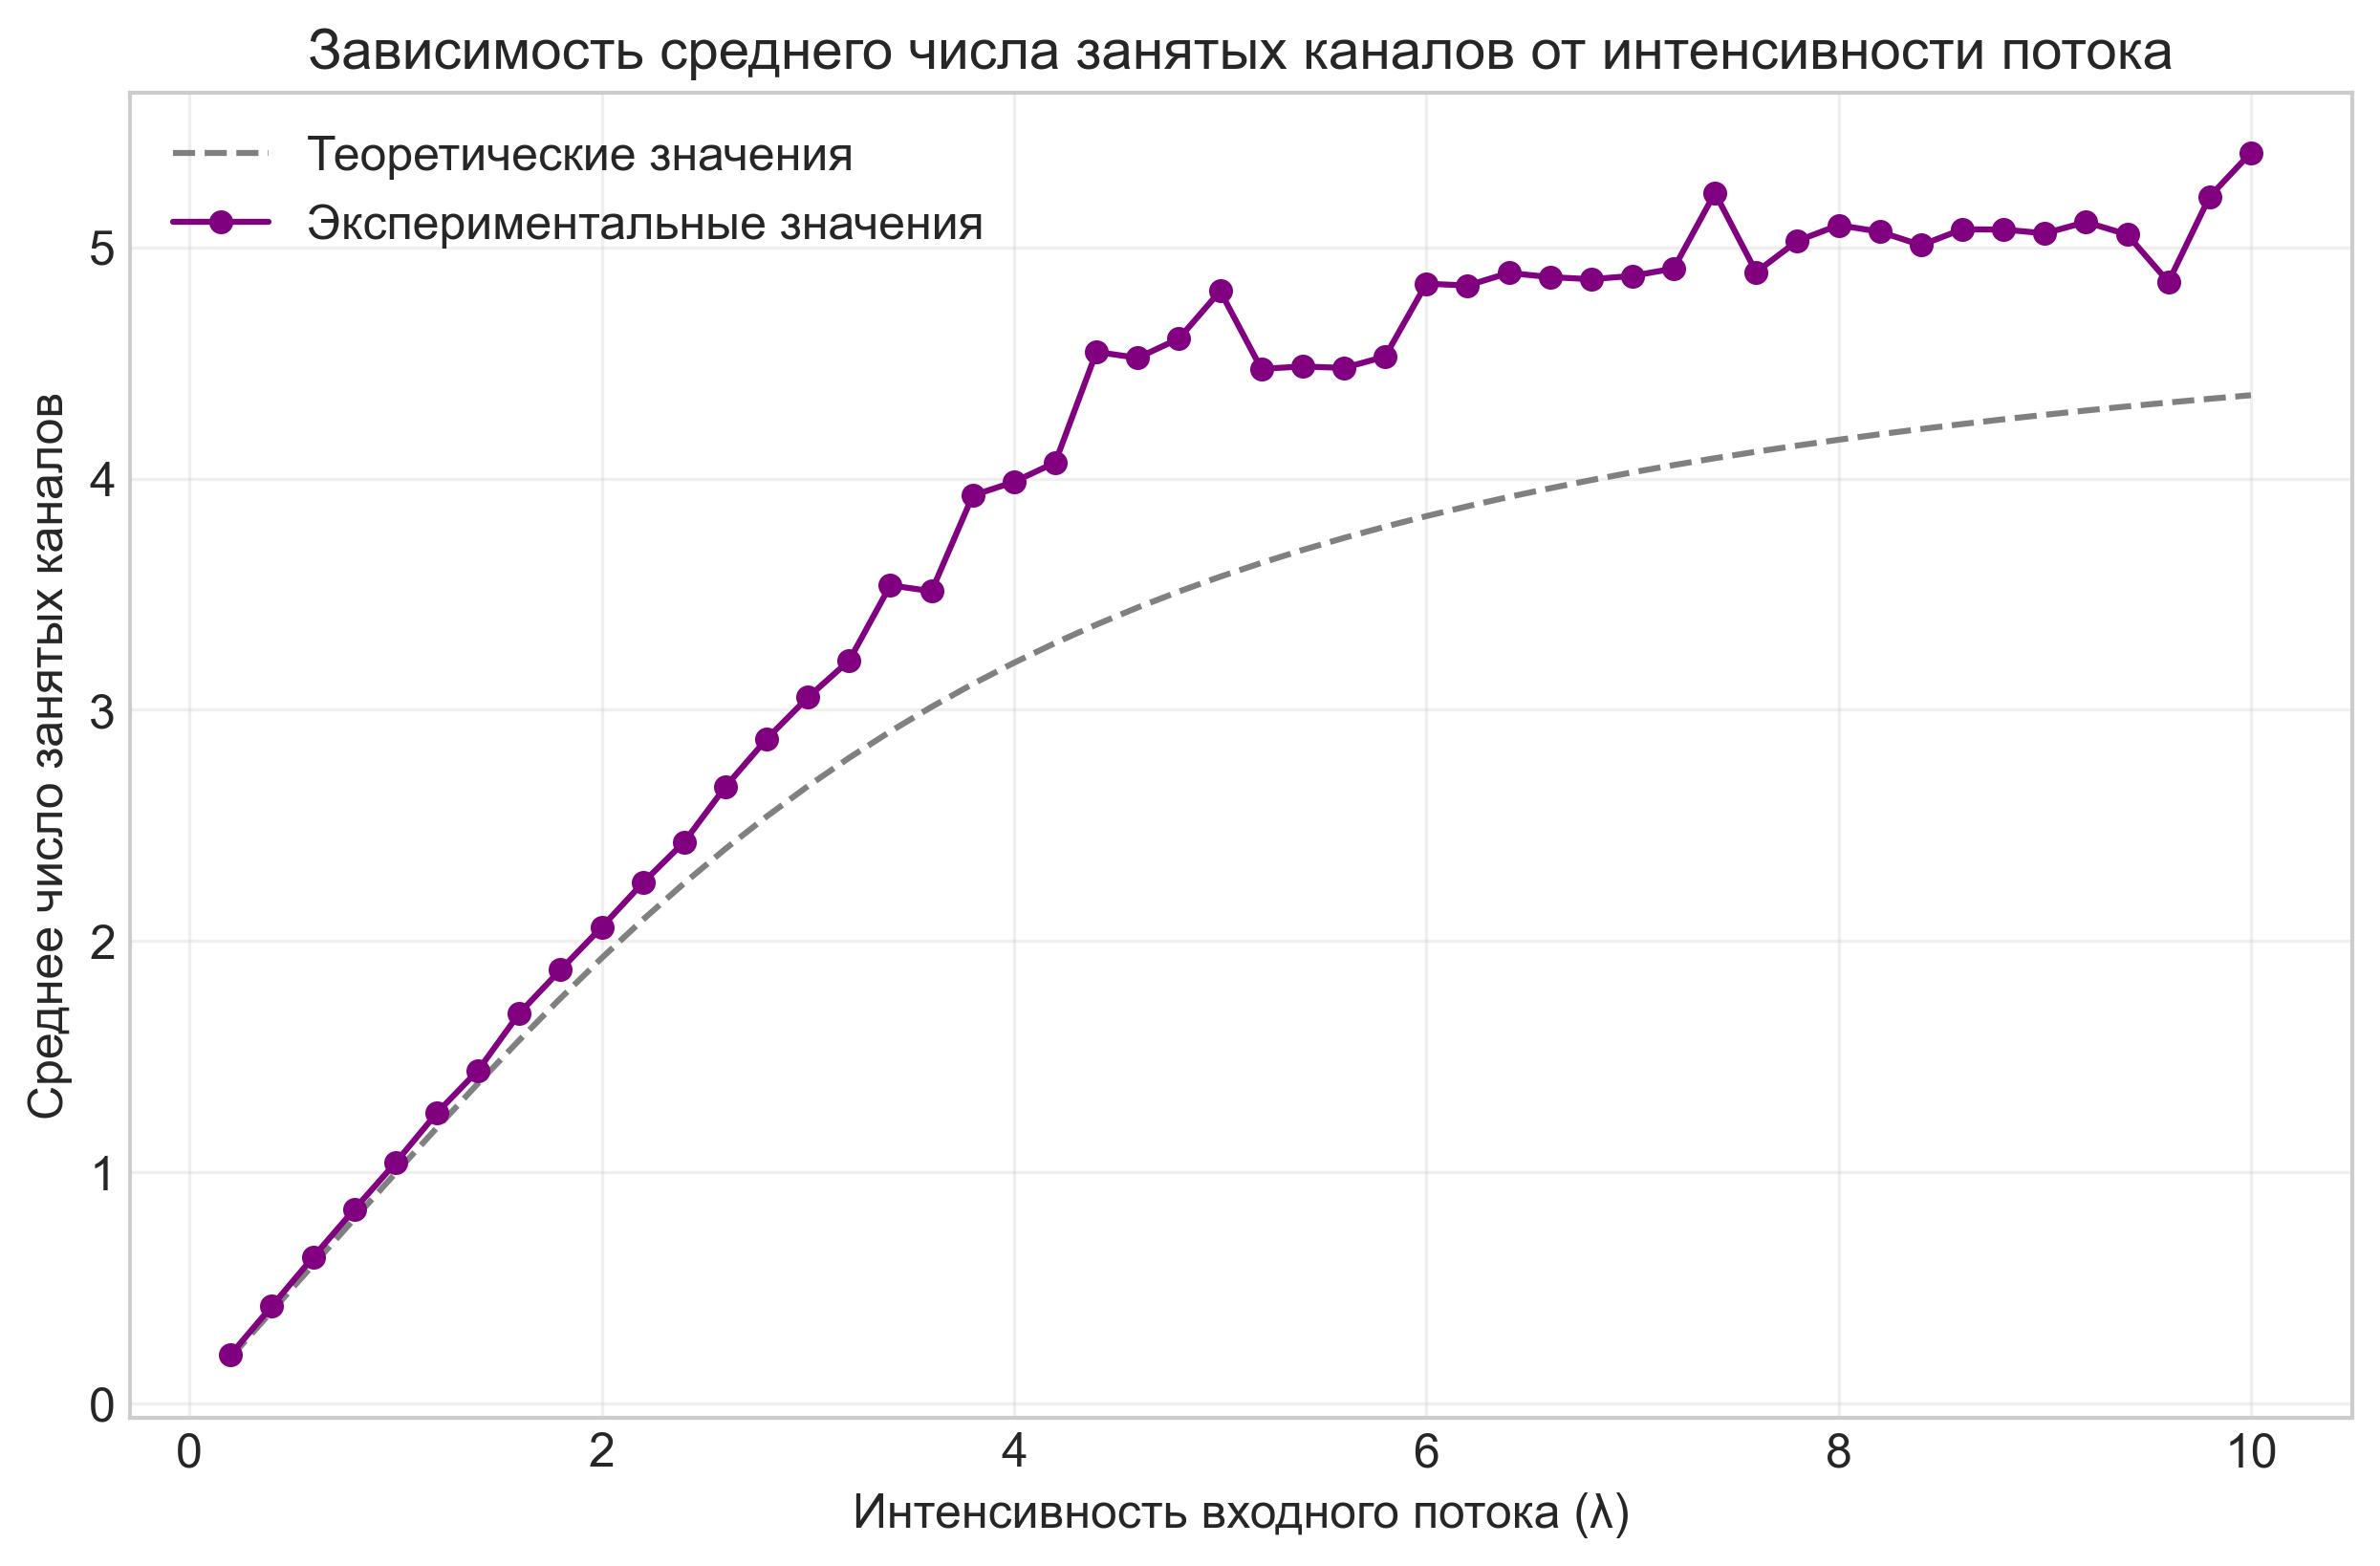 Зависимость среднего числа занятых каналов от интенсивности потока
Теоретические значения
Экспериментальные значения
Среднее число занятых каналов
5
4
3
2
1
0
0 2 4 6 8 10
Интенсивность входного потока (λ)